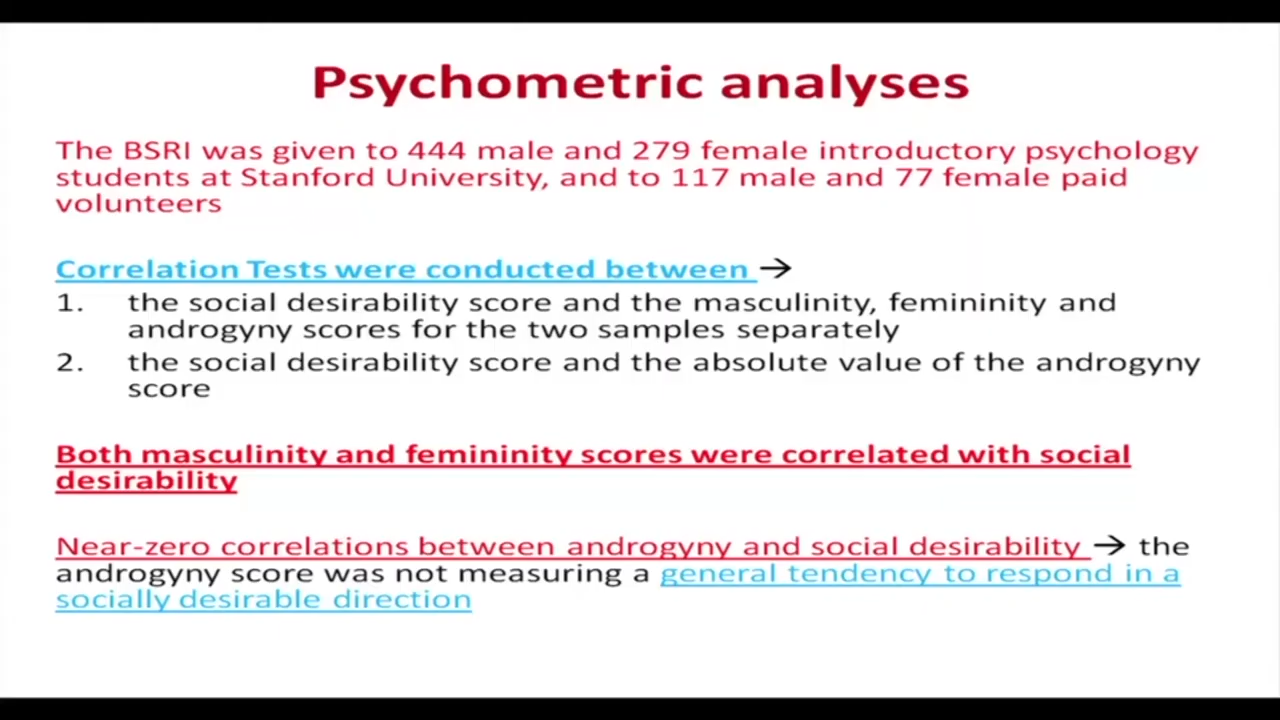 Psychometric analyses
The BSRI was given to 444 male and 279 female introductory psychology
students at Stanford University, and to 117 male and 77 female paid
volunteers
Correlation Tests were conducted between →
1. the social desirability score and the masculinity, femininity and
androgyny scores for the two samples separately
2. the social desirability score and the absolute value of the androgyny
score
Both masculinity and femininity scores were correlated with social
desirability
Near-zero correlations between androgyny and social desirability → the
androgyny score was not measuring a general tendency to respond in a
socially desirable direction